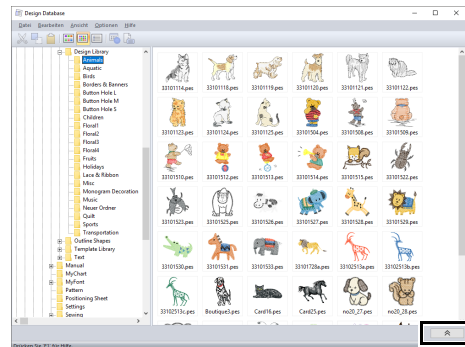 Design Database
Datei Bearbeiten Ansicht Optionen Hilfe
Design Library
Animals
Aquatic
Birds
Borders & Banners
Button Hole L
Button Hole M
Button Hole S
Children
Floral1
Floral2
Floral3
Floral4
Fruits
Holidays
Lace & Ribbon
Misc
Monogram Decoration
Music
Neuer Ordner
Quilt
Sports
Transportation
Outline Shapes
Template Library
Text
Manual
MyChart
MyFont
Pattern
Positioning Sheet
Settings
Sewing
33101114.pes 33101118.pes 33101119.pes 33101120.pes 33101121.pes 33101122.pes
33101123.pes 33101124.pes 33101125.pes 33101504.pes 33101508.pes 33101509.pes
33101510.pes 33101512.pes 33101513.pes 33101514.pes 33101515.pes 33101522.pes
33101523.pes 33101525.pes 33101526.pes 33101527.pes 33101528.pes 33101529.pes
33101530.pes 33101531.pes 33101533.pes 33101728a.pes 33102513a.pes 33102513b.pes
33102513c.pes Boutique3.pes Card16.pes Card25.pes no20_27.pes no20_28.pes
Drücken Sie 'F1' für Hilfe